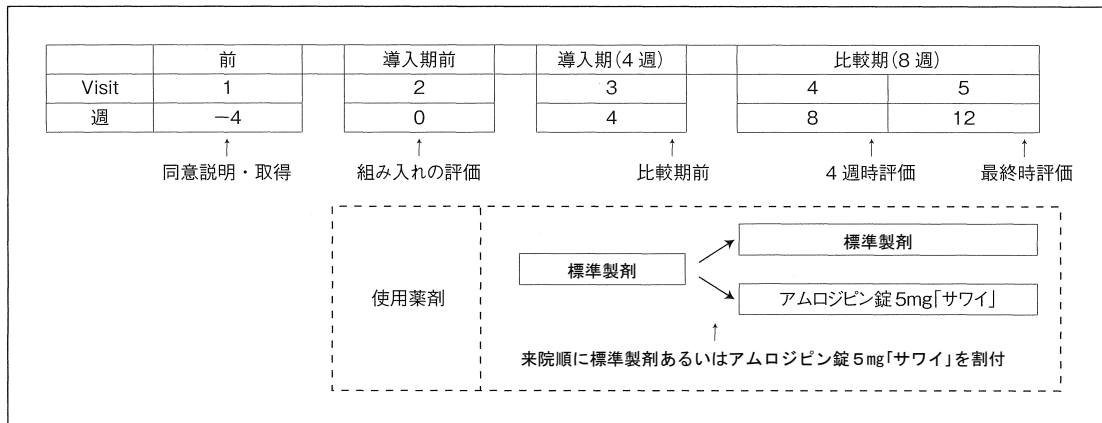 前 導入期前 導入期(4週) 比較期(8週)
Visit 1 2 3 4 5
週 −4 0 4 8 12
↑ ↑ ↑ ↑ ↑
同意説明・取得 組み入れの評価 比較期前 4週時評価 最終時評価
標準製剤
標準製剤
使用薬剤
アムロジピン錠5mg「サワイ」
↑
来院順に標準製剤あるいはアムロジピン錠5mg「サワイ」を割付